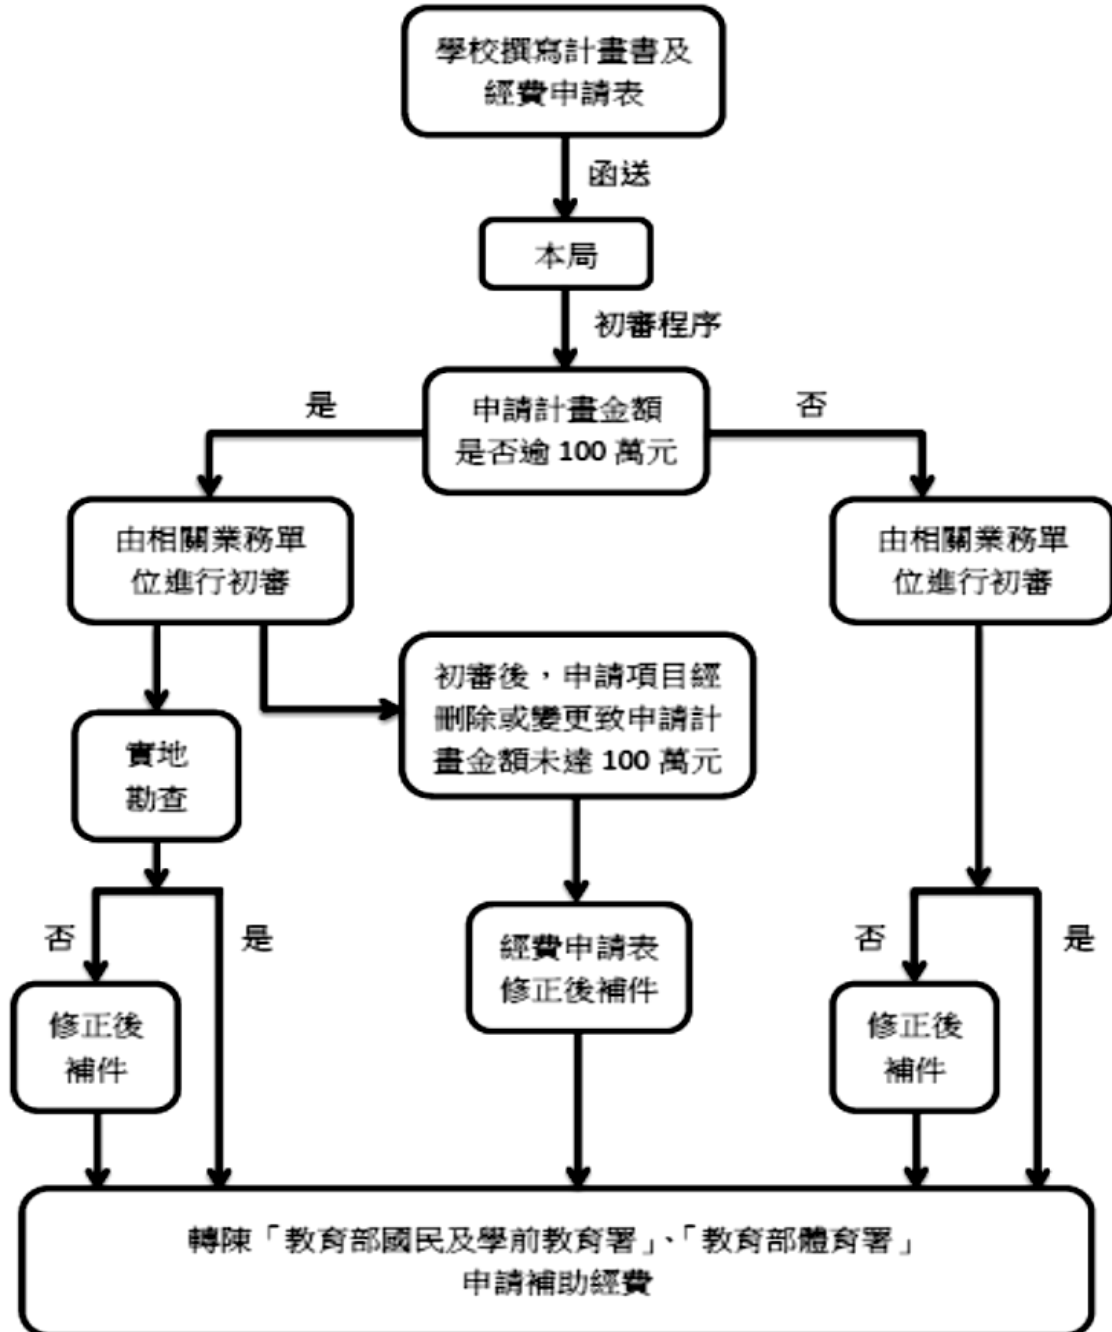 學校撰寫計畫書及
經費申請表
函送
本局
初審程序
是
申請計畫金額
是否逾 100 萬元
否
由相關業務單
位進行初審
由相關業務單
位進行初審
初審後，申請項目經
刪除或變更致申請計
畫金額未達 100 萬元
實地
勘查
否
是
經費申請表
修正後補件
否
是
修正後
補件
修正後
補件
轉陳「教育部國民及學前教育署」、「教育部體育署」
申請補助經費